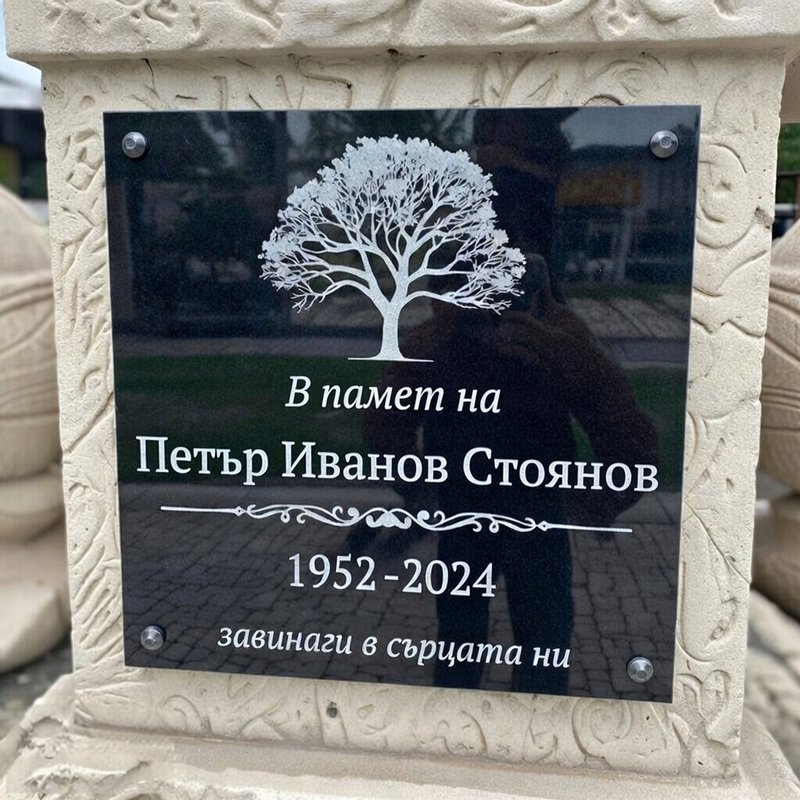 В памет на
Петър Иванов Стоянов
1952-2024
завинаги в сърцата ни